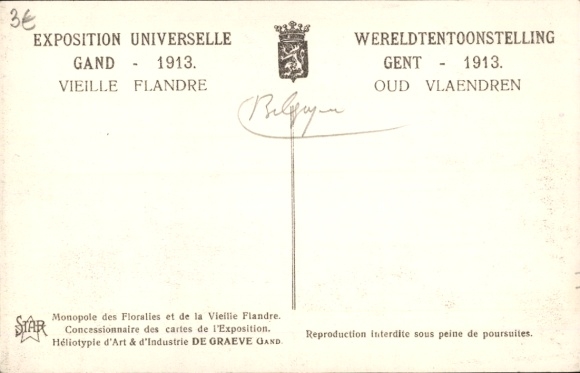 3€
EXPOSITION UNIVERSELLE
GAND - 1913.
VIEILLE FLANDRE
WERELDTENTOONSTELLING
GENT - 1913.
OUD VLAENDREN
Belgique
STAR
Monopole des Floralies et de la Vieille Flandre.
Concessionnaire des cartes de l'Exposition.
Héliotypie d'Art & d'Industrie DE GRAEVE GAND.
Reproduction interdite sous peine de poursuites.